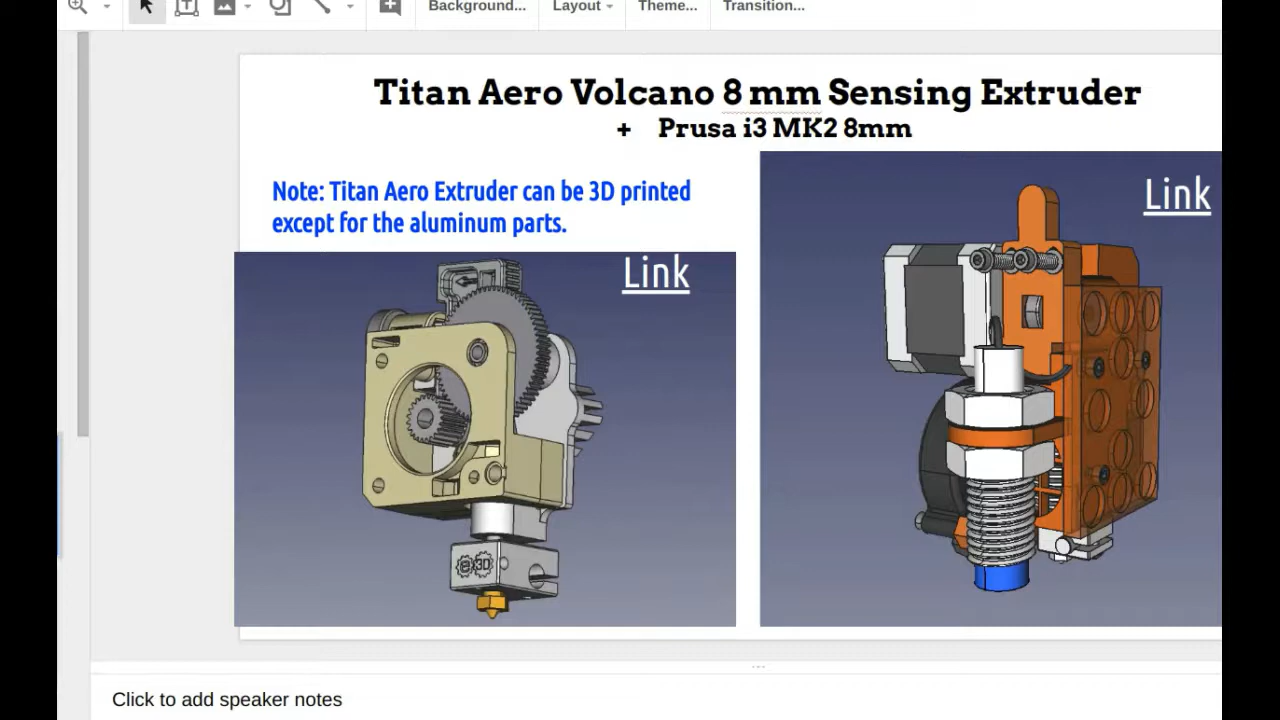 Background...
Layout
Theme...
Transition...
Titan Aero Volcano 8 mm Sensing Extruder
+ Prusa i3 MK2 8mm
Note: Titan Aero Extruder can be 3D printed
except for the aluminum parts.
Link
Link
e3D
Click to add speaker notes